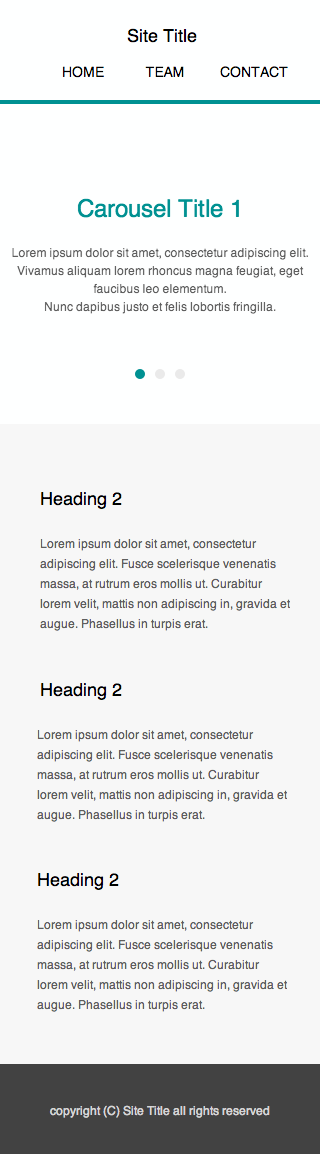 Site Title
HOME TEAM CONTACT
Carousel Title 1
Lorem ipsum dolor sit amet, consectetur adipiscing elit.
Vivamus aliquam lorem rhoncus magna feugiat, eget
faucibus leo elementum.
Nunc dapibus justo et felis lobortis fringilla.
Heading 2
Lorem ipsum dolor sit amet, consectetur
adipiscing elit. Fusce scelerisque venenatis
massa, at rutrum eros mollis ut. Curabitur
lorem velit, mattis non adipiscing in, gravida et
augue. Phasellus in turpis erat.
Heading 2
Lorem ipsum dolor sit amet, consectetur
adipiscing elit. Fusce scelerisque venenatis
massa, at rutrum eros mollis ut. Curabitur
lorem velit, mattis non adipiscing in, gravida et
augue. Phasellus in turpis erat.
Heading 2
Lorem ipsum dolor sit amet, consectetur
adipiscing elit. Fusce scelerisque venenatis
massa, at rutrum eros mollis ut. Curabitur
lorem velit, mattis non adipiscing in, gravida et
augue. Phasellus in turpis erat.
copyright (C) Site Title all rights reserved